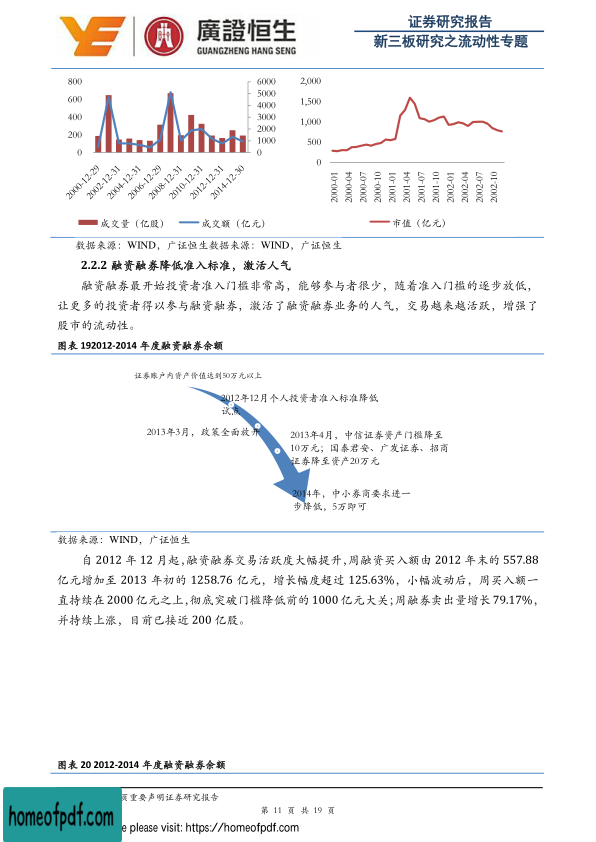 廣證恒生
GUANGZHENG HANG SENG
证券研究报告
新三板研究之流动性专题
800
600
400
200
0
6000
5000
4000
3000
2000
1000
0
2000-12-29
2002-12-31
2004-12-31
2006-12-29
2008-12-31
2010-12-31
2012-12-31
2014-12-30
成交量（亿股）
成交额（亿元）
2,000
1,500
1,000
500
0
2000-01
2000-04
2000-07
2000-10
2001-01
2001-04
2001-07
2001-10
2002-01
2002-04
2002-07
2002-10
市值（亿元）
数据来源：WIND，广证恒生数据来源：WIND，广证恒生
2.2.2 融资融券降低准入标准，激活人气
融资融券最开始投资者准入门槛非常高，能够参与者很少，随着准入门槛的逐步放低，
让更多的投资者得以参与融资融券，激活了融资融券业务的人气，交易越来越活跃，增强了
股市的流动性。
图表 192012-2014 年度融资融券余额
证券账户内资产价值达到50万元以上
2012年12月个人投资者准入标准降低
试点
2013年3月，政策全面放开
2013年4月，中信证券资产门槛降至
10万元；国泰君安、广发证券、招商
证券降至资产20万元
2014年，中小券商要求进一
步降低，5万即可
数据来源：WIND，广证恒生
自 2012 年 12 月起,融资融券交易活跃度大幅提升,周融资买入额由 2012 年末的 557.88
亿元增加至 2013 年初的 1258.76 亿元，增长幅度超过 125.63%，小幅波动后，周买入额一
直持续在 2000 亿元之上,彻底突破门槛降低前的 1000 亿元大关;周融券卖出量增长 79.17%，
并持续上涨，目前已接近 200 亿股。
图表 20 2012-2014 年度融资融券余额
页重要声明证券研究报告
第 11 页 共 19 页
homeofpdf.com
e please visit: https://homeofpdf.com